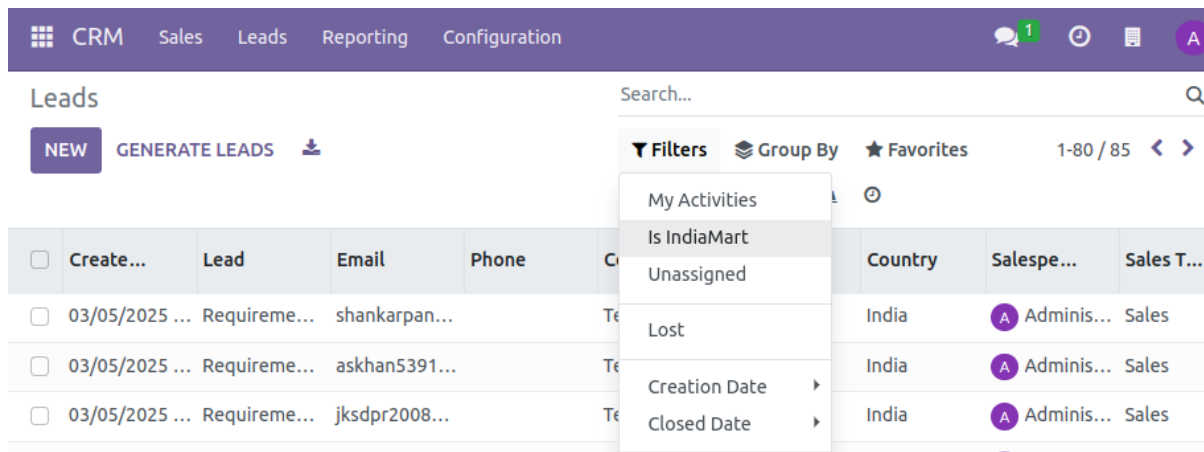 CRM Sales Leads Reporting Configuration 1 A
Leads Search...
NEW GENERATE LEADS Filters Group By Favorites 1-80 / 85
My Activities
Is IndiaMart
Unassigned
Lost
Creation Date
Closed Date
Create... Lead Email Phone Country Salespe... Sales T...
03/05/2025 ... Requireme... shankarpan... Te India A Adminis... Sales
03/05/2025 ... Requireme... askhan5391... Te India A Adminis... Sales
03/05/2025 ... Requireme... jksdpr2008... Te India A Adminis... Sales